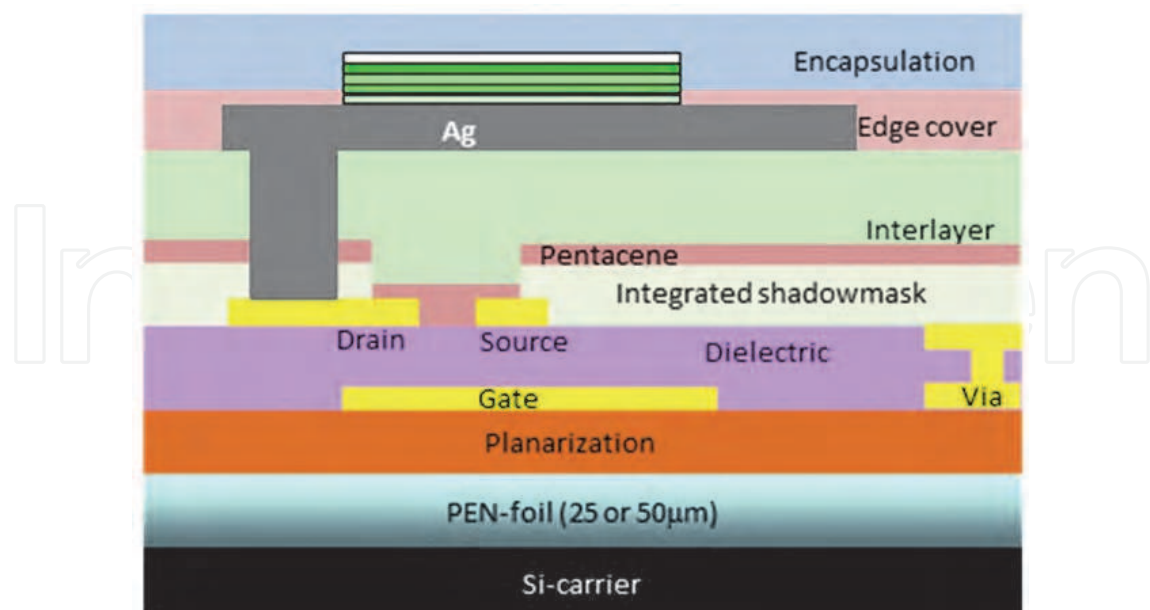 Encapsulation
Ag
Edge cover
Interlayer
Pentacene
Integrated shadowmask
Drain
Source
Dielectric
Gate
Via
Planarization
PEN-foil (25 or 50μm)
Si-carrier